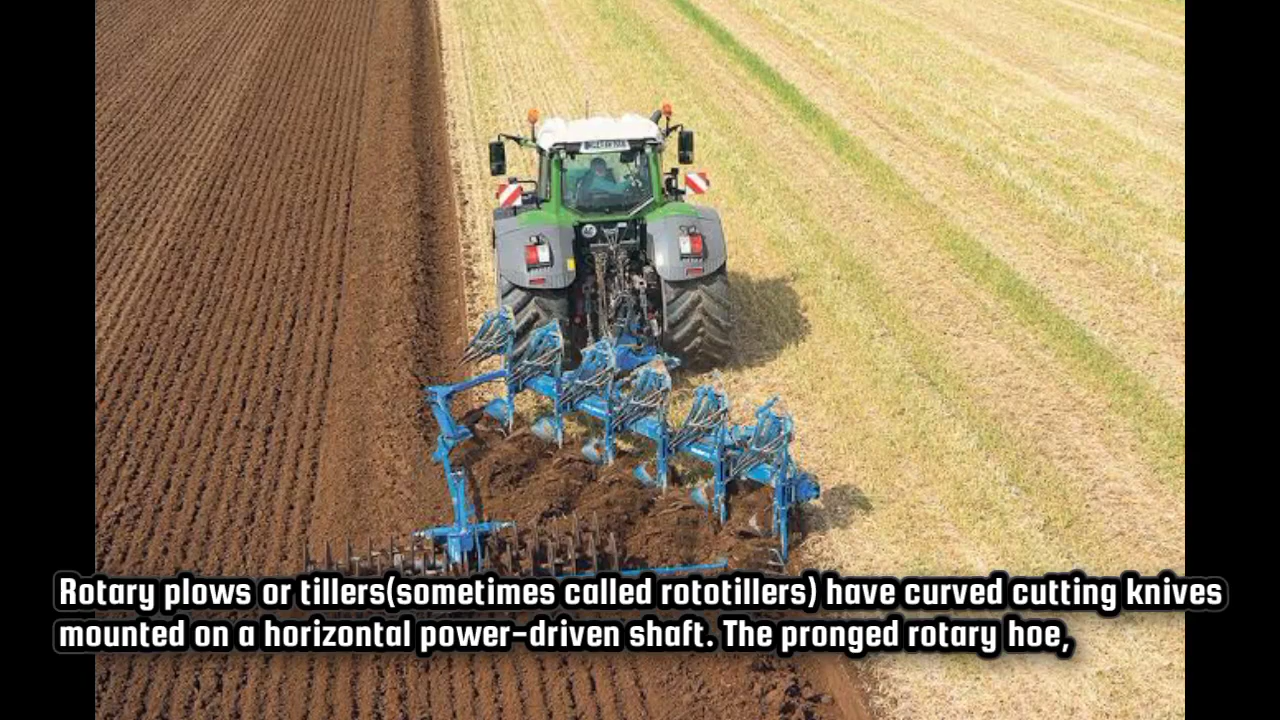 Rotary plows or tillers(sometimes called rototillers) have curved cutting knives
mounted on a horizontal power-driven shaft. The pronged rotary hoe,